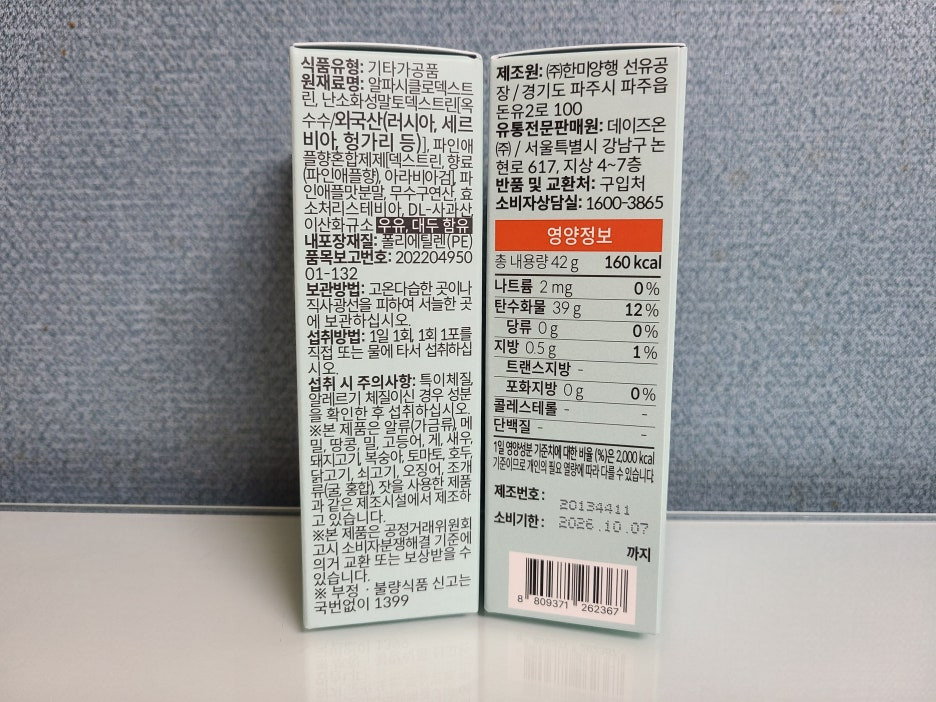 식품유형: 기타가공품
원재료명: 알파시클로덱스트
린, 난소화성말토덱스트린[옥
수수/외국산(러시아, 세르
비아, 헝가리 등)], 파인애
플향혼합제제[덱스트린, 향료
(파인애플향), 아라비아검], 파
인애플맛분말, 무수구연산, 효
소처리스테비아, DL-사과산,
이산화규소 우유, 대두 함유
내포장재질: 폴리에틸렌(PE)
품목보고번호: 202204950
01-132
보관방법: 고온다습한 곳이나
직사광선을 피하여 서늘한 곳
에 보관하십시오.
섭취방법: 1일 1회, 1회 1포를
직접 또는 물에 타서 섭취하십
시오.
섭취 시 주의사항: 특이체질,
알레르기 체질이신 경우 성분
을 확인한 후 섭취하십시오.
※본 제품은 알류(가금류), 메
밀, 땅콩, 밀, 고등어, 게, 새우,
돼지고기, 복숭아, 토마토, 호두,
닭고기, 쇠고기, 오징어, 조개
류(굴, 홍합), 잣을 사용한 제품
과 같은 제조시설에서 제조하
고 있습니다.
※본 제품은 공정거래위원회
고시 소비자분쟁해결 기준에
의거 교환 또는 보상받을 수
있습니다.
※ 부정 · 불량식품 신고는
국번없이 1399
제조원: ㈜한미양행 선유공
장 / 경기도 파주시 파주읍
돈유2로 100
유통전문판매원: 데이즈온
㈜ / 서울특별시 강남구 논
현로 617, 지상 4~7층
반품 및 교환처: 구입처
소비자상담실: 1600-3865
영양정보
총 내용량 42 g 160 kcal
나트륨 2 mg 0 %
탄수화물 39 g 12 %
당류 0 g 0 %
지방 0.5 g 1 %
트랜스지방 -
포화지방 0 g 0 %
콜레스테롤 - -
단백질 - -
1일 영양성분 기준치에 대한 비율 (%)은 2,000 kcal
기준이므로 개인의 필요 열량에 따라 다를 수 있습니다
제조번호: 20134411
소비기한: 2026.10.07
까지
8 809371 262367